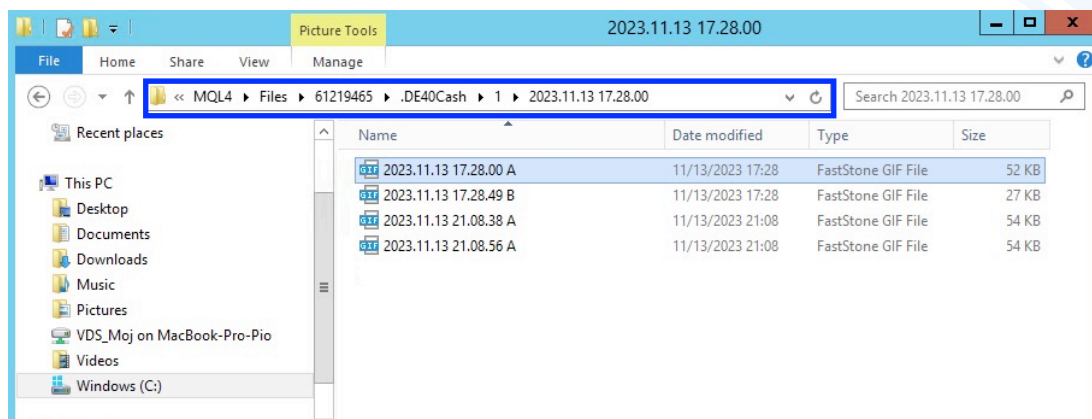 Picture Tools
2023.11.13 17.28.00
File Home Share View Manage
« MQL4 Files 61219465 .DE40Cash 1 2023.11.13 17.28.00
Search 2023.11.13 17.28.00
Recent places
This PC
Desktop
Documents
Downloads
Music
Pictures
VDS_Moj on MacBook-Pro-Pio
Videos
Windows (C:)
Name Date modified Type Size
GIF 2023.11.13 17.28.00 A 11/13/2023 17:28 FastStone GIF File 52 KB
GIF 2023.11.13 17.28.49 B 11/13/2023 17:28 FastStone GIF File 27 KB
GIF 2023.11.13 21.08.38 A 11/13/2023 21:08 FastStone GIF File 54 KB
GIF 2023.11.13 21.08.56 A 11/13/2023 21:08 FastStone GIF File 54 KB